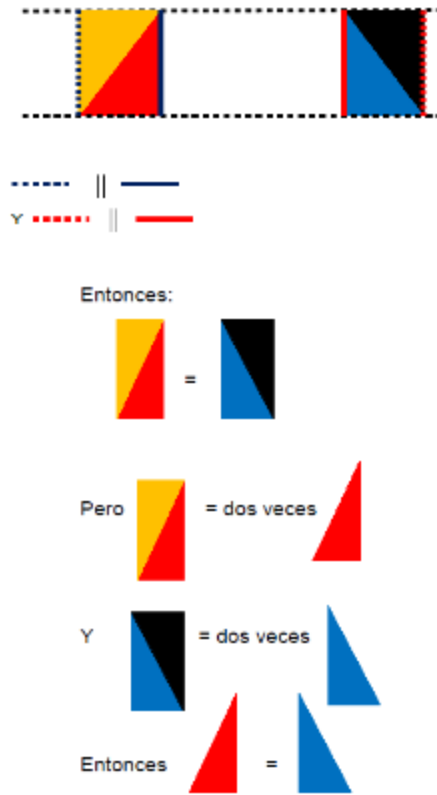 ||
Y ||
Entonces:
=
Pero = dos veces
Y = dos veces
Entonces =